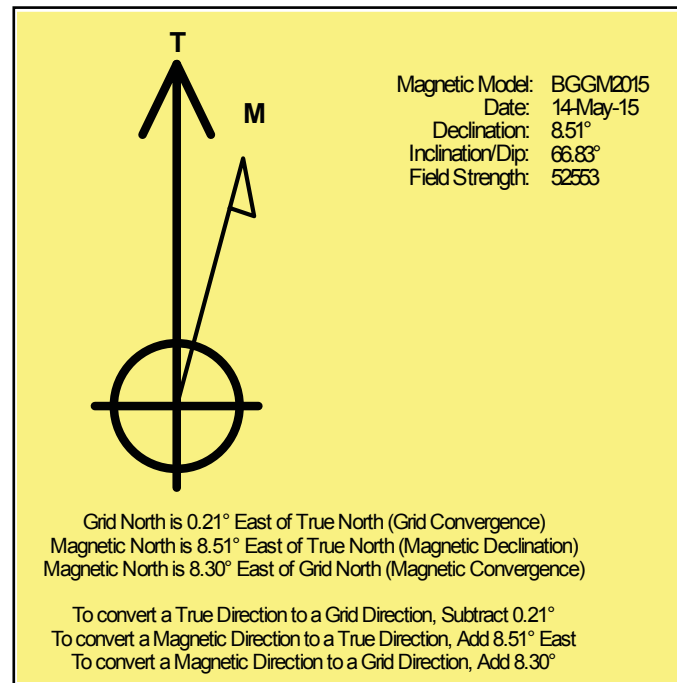 T
M
Magnetic Model: BGGM2015
Date: 14-May-15
Declination: 8.51°
Inclination/Dip: 66.83°
Field Strength: 52553
Grid North is 0.21° East of True North (Grid Convergence)
Magnetic North is 8.51° East of True North (Magnetic Declination)
Magnetic North is 8.30° East of Grid North (Magnetic Convergence)
To convert a True Direction to a Grid Direction, Subtract 0.21°
To convert a Magnetic Direction to a True Direction, Add 8.51° East
To convert a Magnetic Direction to a Grid Direction, Add 8.30°